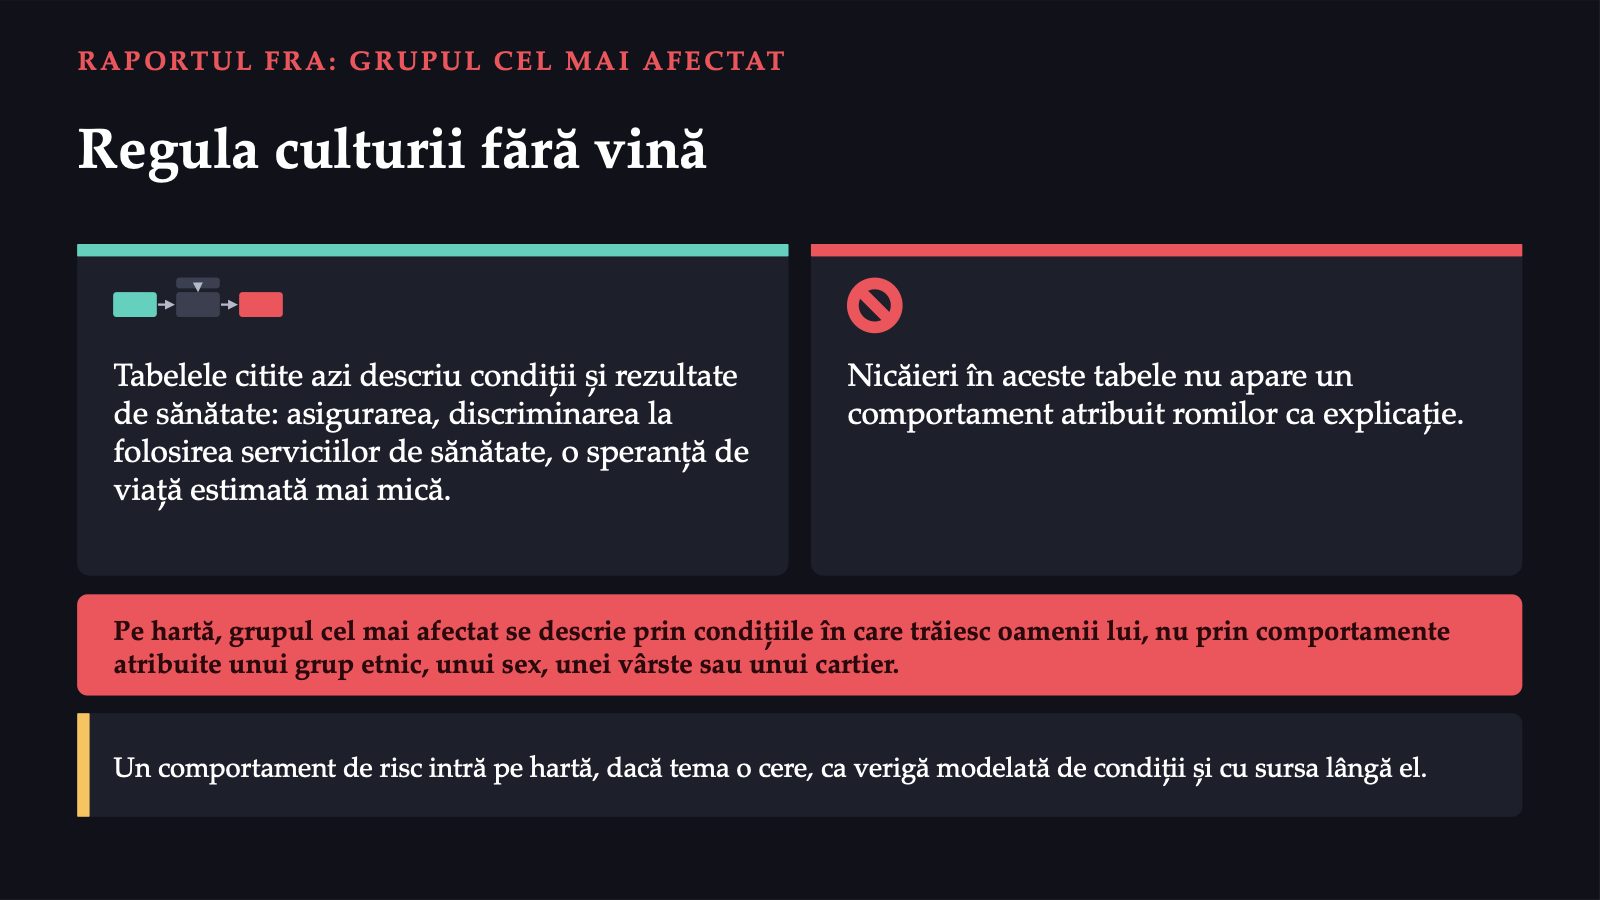 RAPORTUL FRA: GRUPUL CEL MAI AFECTAT
Regula culturii fără vină
Tabelele citite azi descriu condiții și rezultate
de sănătate: asigurarea, discriminarea la
folosirea serviciilor de sănătate, o speranță de
viață estimată mai mică.
Nicăieri în aceste tabele nu apare un
comportament atribuit romilor ca explicație.
Pe hartă, grupul cel mai afectat se descrie prin condițiile în care trăiesc oamenii lui, nu prin comportamente
atribuite unui grup etnic, unui sex, unei vârste sau unui cartier.
Un comportament de risc intră pe hartă, dacă tema o cere, ca verigă modelată de condiții și cu sursa lângă el.